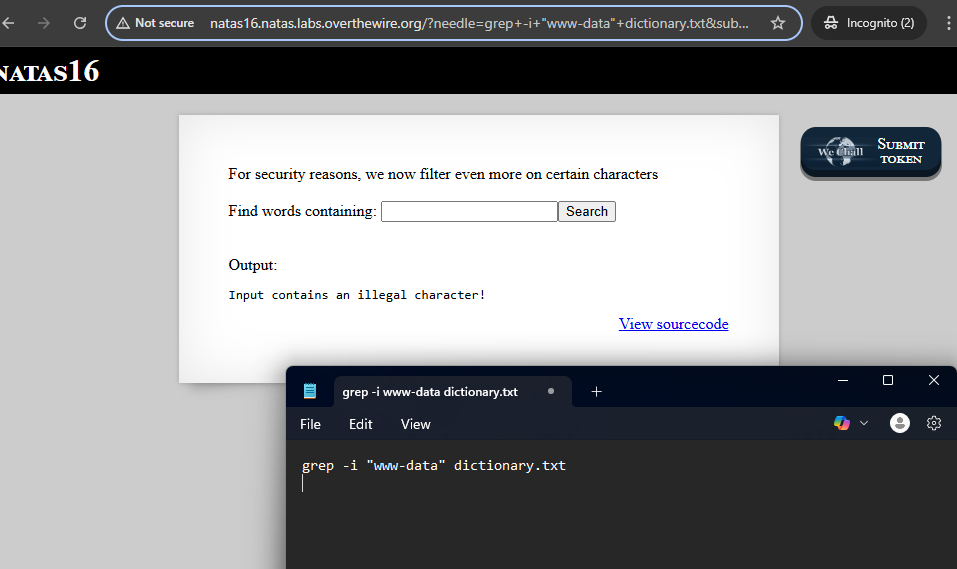 Not secure natas16.natas.labs.overthewire.org/?needle=grep+-i+"www-data"+dictionary.txt&sub... Incognito (2)
NATAS16
For security reasons, we now filter even more on certain characters
Find words containing: Search
Output:
Input contains an illegal character!
View sourcecode
We Chall SUBMIT
TOKEN
grep -i www-data dictionary.txt
File Edit View
grep -i "www-data" dictionary.txt